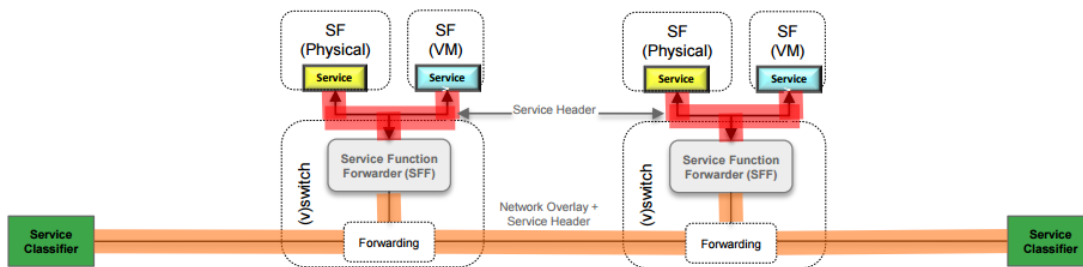 SF
(Physical)
SF
(VM)
SF
(Physical)
SF
(VM)
Service
Service
Service
Service
Service Header
(v)switch
Service Function
Forwarder (SFF)
(v)switch
Service Function
Forwarder (SFF)
Network Overlay +
Service Header
Service
Classifier
Forwarding
Forwarding
Service
Classifier